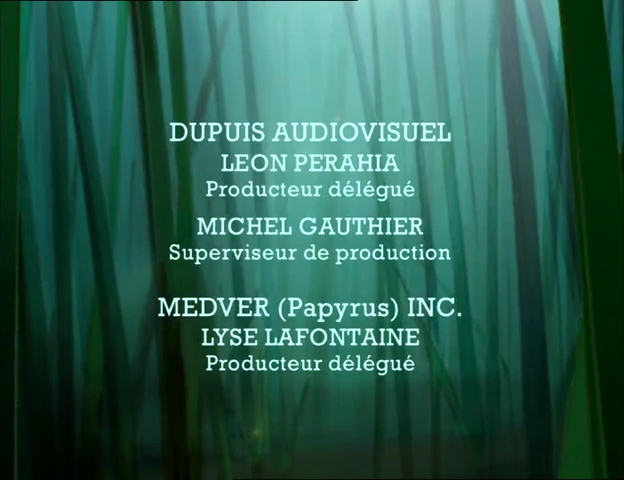 DUPUIS AUDIOVISUEL
LEON PERAHIA
Producteur délégué
MICHEL GAUTHIER
Superviseur de production
MEDVER (Papyrus) INC.
LYSE LAFONTAINE
Producteur délégué